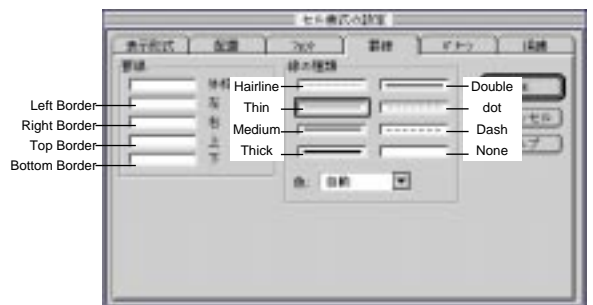 セル書式の設定
表示形式 配置 フォント 罫線 パターン 保護
罫線 線の種類
外枠
Left Border 左
Right Border 右
Top Border 上
Bottom Border 下
Hairline Double
Thin dot
Medium Dash
Thick None
色: 自動